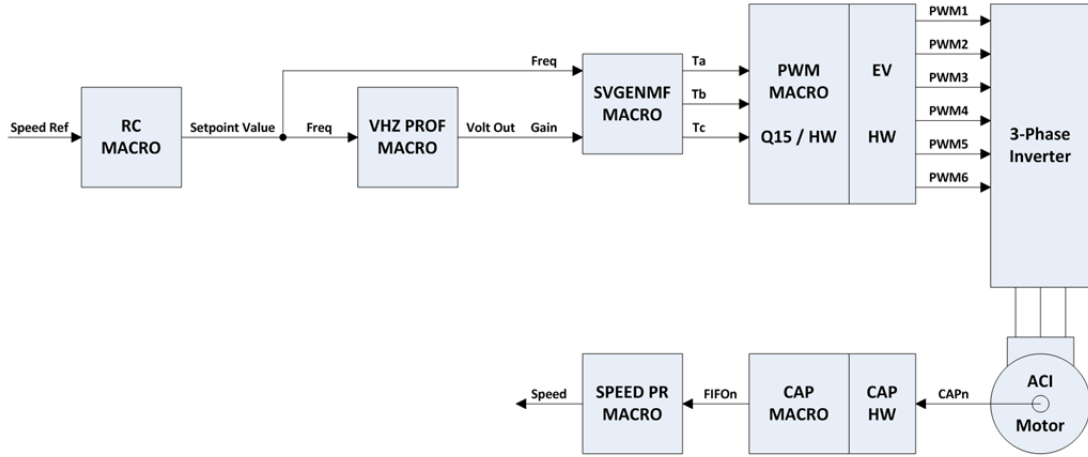 Speed Ref
RC
MACRO
Setpoint Value
Freq
Freq
VHZ PROF
MACRO
Volt Out
Gain
SVGENMF
MACRO
Ta
Tb
Tc
PWM
MACRO
Q15 / HW
EV
HW
PWM1
PWM2
PWM3
PWM4
PWM5
PWM6
3-Phase
Inverter
Speed
SPEED PR
MACRO
FIFOn
CAP
MACRO
CAP
HW
CAPn
ACI
Motor